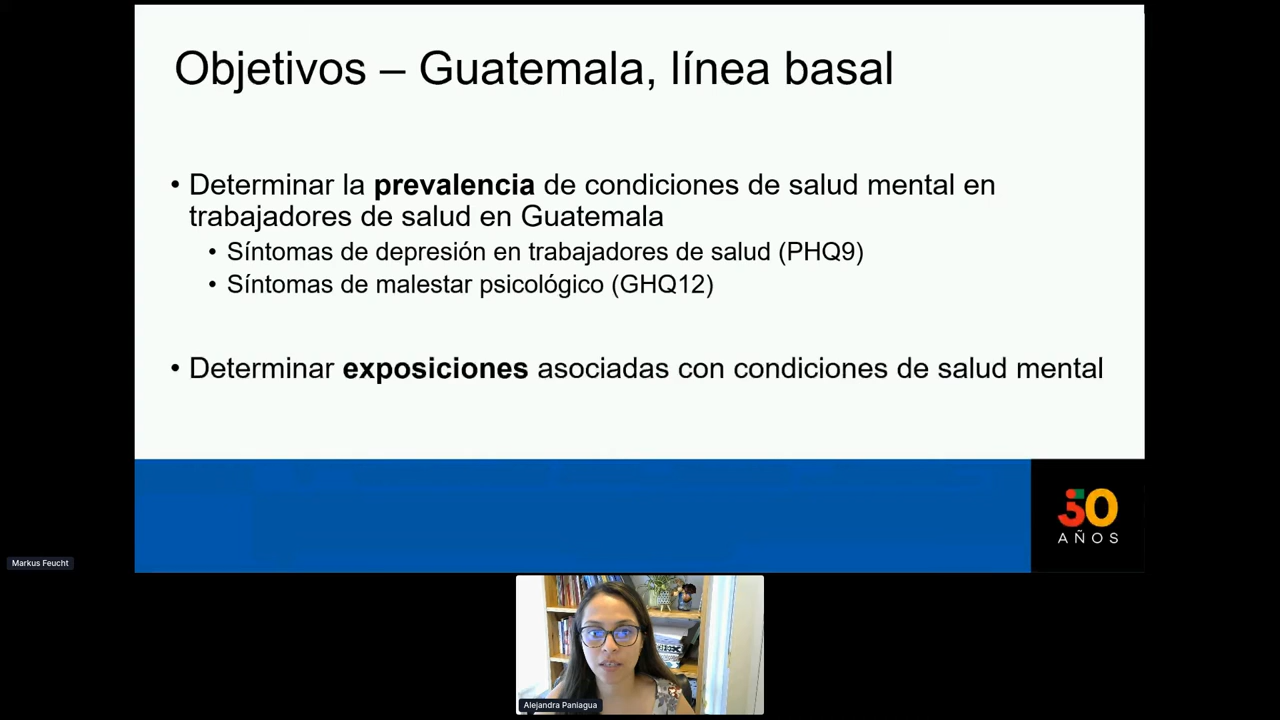 Objetivos – Guatemala, línea basal
• Determinar la prevalencia de condiciones de salud mental en
trabajadores de salud en Guatemala
• Síntomas de depresión en trabajadores de salud (PHQ9)
• Síntomas de malestar psicológico (GHQ12)
• Determinar exposiciones asociadas con condiciones de salud mental
50
AÑOS
Markus Feucht
Alejandra Paniagua